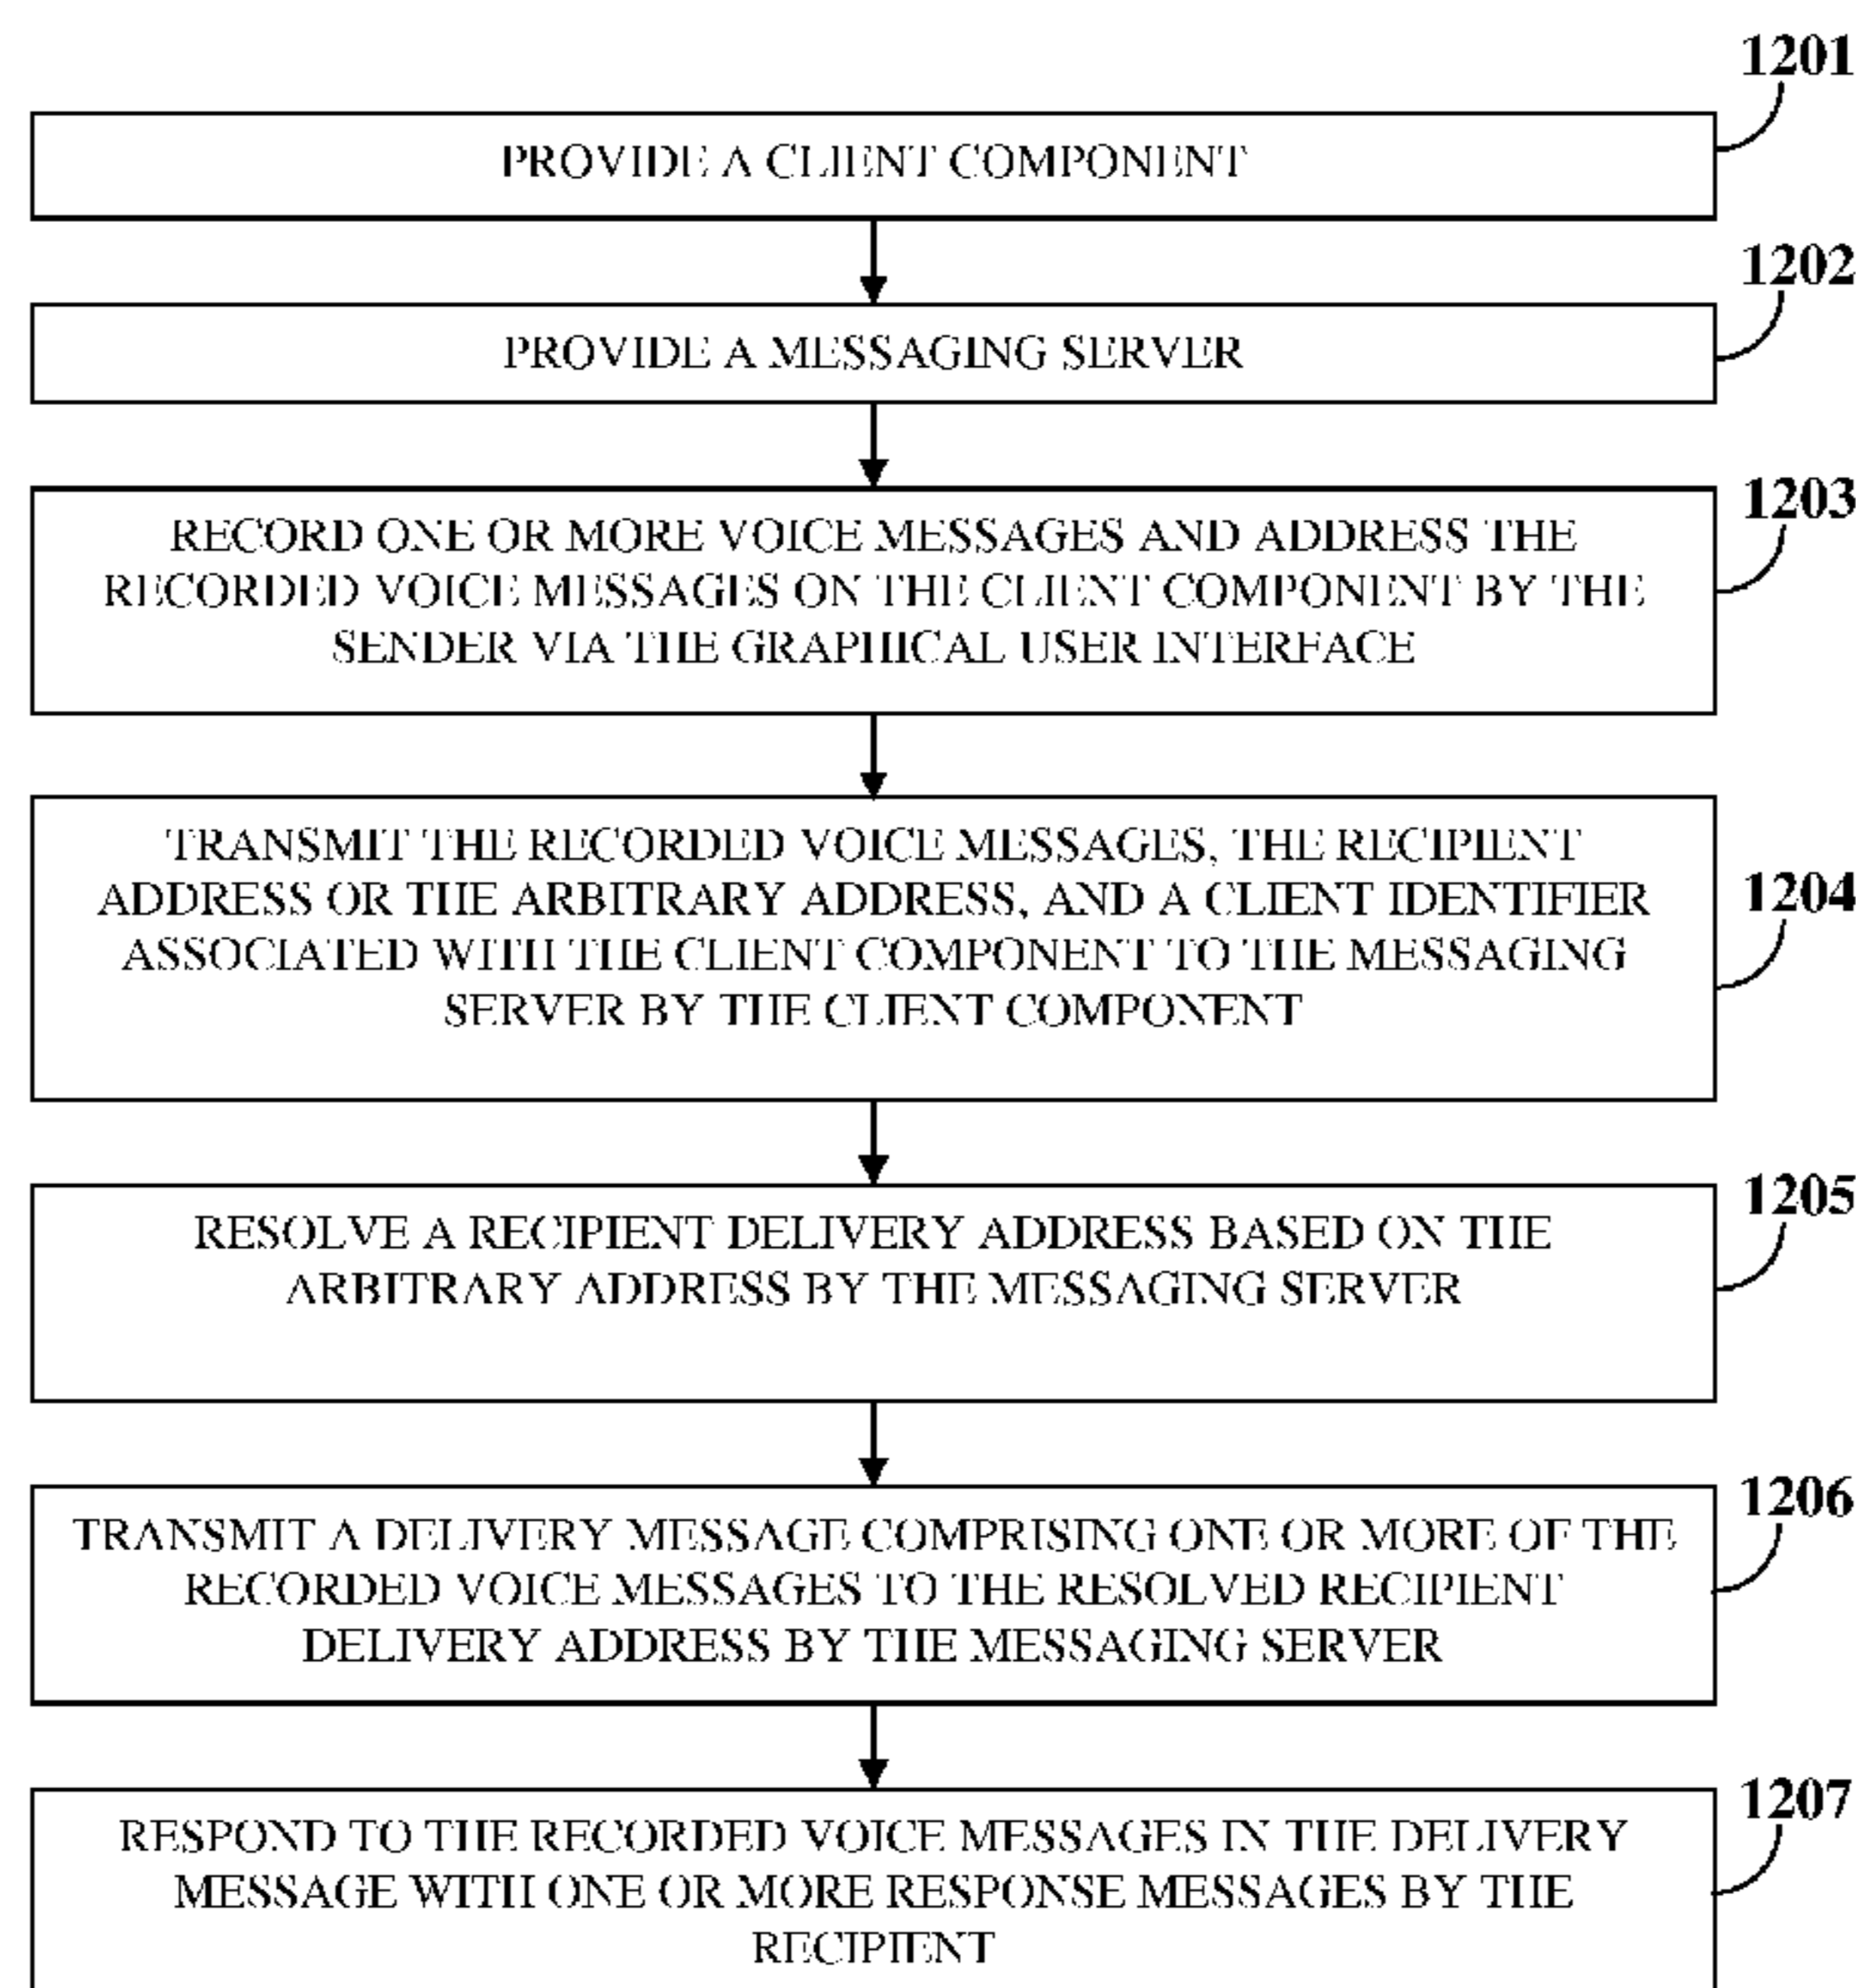 1201
PROVIDE A CLIENT COMPONENT
1202
PROVIDE A MESSAGING SERVER
1203
RECORD ONE OR MORE VOICE MESSAGES AND ADDRESS THE
RECORDED VOICE MESSAGES ON THE CLIENT COMPONENT BY THE
SENDER VIA THE GRAPHICAL USER INTERFACE
1204
TRANSMIT THE RECORDED VOICE MESSAGES, THE RECIPIENT
ADDRESS OR THE ARBITRARY ADDRESS, AND A CLIENT IDENTIFIER
ASSOCIATED WITH THE CLIENT COMPONENT TO THE MESSAGING
SERVER BY THE CLIENT COMPONENT
1205
RESOLVE A RECIPIENT DELIVERY ADDRESS BASED ON THE
ARBITRARY ADDRESS BY THE MESSAGING SERVER
1206
TRANSMIT A DELIVERY MESSAGE COMPRISING ONE OR MORE OF THE
RECORDED VOICE MESSAGES TO THE RESOLVED RECIPIENT
DELIVERY ADDRESS BY THE MESSAGING SERVER
1207
RESPOND TO THE RECORDED VOICE MESSAGES IN THE DELIVERY
MESSAGE WITH ONE OR MORE RESPONSE MESSAGES BY THE
RECIPIENT